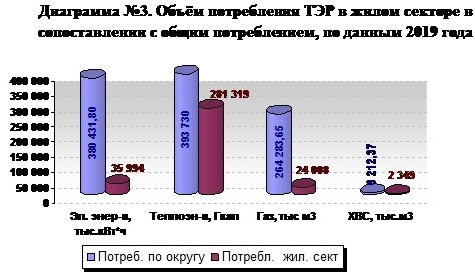 Диаграмма №3. Объём потребления ТЭР в жилом секторе в
сопоставлении с общим потреблением, по данным 2019 года
400 000
350 000
300 000
250 000
200 000
150 000
100 000
50 000
0
380 431,80
35 994
393 730
281 319
264 283,65
24 008
212,37
2 349
Эл. энер-я,
тыс.кВт*ч
Теплоэн-я, Гкал
Газ, тыс м3
ХВС, тыс.м3
Потреб. по округу
Потребл. жил. сект